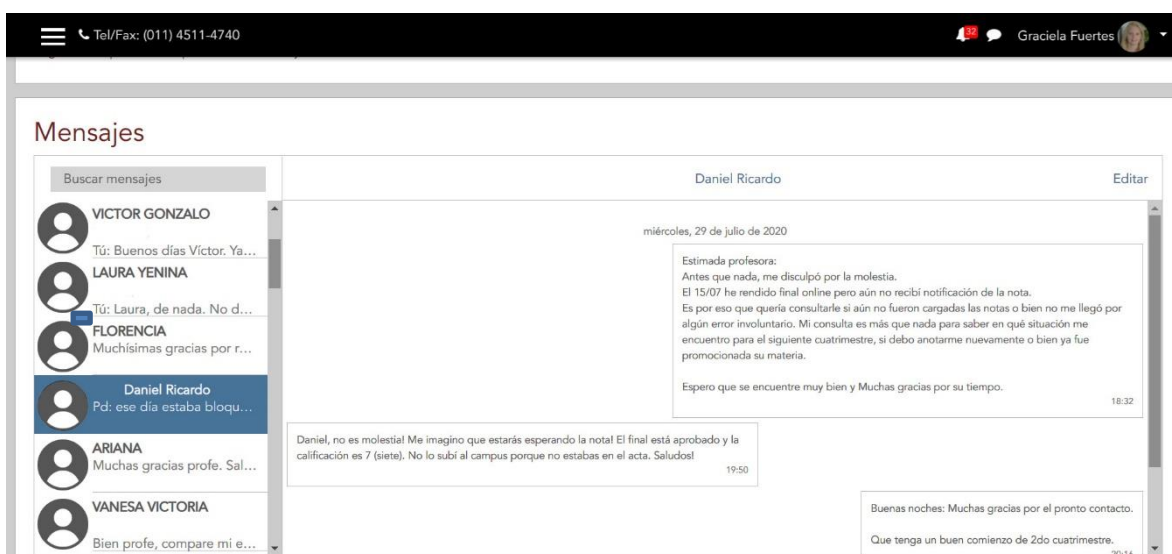 Tel/Fax: (011) 4511-4740
32
Graciela Fuertes
Mensajes
Buscar mensajes
VICTOR GONZALO
Tú: Buenos días Víctor. Ya...
LAURA YENINA
Tú: Laura, de nada. No d...
FLORENCIA
Muchísimas gracias por r...
Daniel Ricardo
Pd: ese día estaba bloqu...
ARIANA
Muchas gracias profe. Sal...
VANESA VICTORIA
Bien profe, compare mi e...
Daniel Ricardo
Editar
miércoles, 29 de julio de 2020
Estimada profesora:
Antes que nada, me disculpó por la molestia.
El 15/07 he rendido final online pero aún no recibí notificación de la nota.
Es por eso que quería consultarle si aún no fueron cargadas las notas o bien no me llegó por
algún error involuntario. Mi consulta es más que nada para saber en qué situación me
encuentro para el siguiente cuatrimestre, si debo anotarme nuevamente o bien ya fue
promocionada su materia.
Espero que se encuentre muy bien y Muchas gracias por su tiempo.
18:32
Daniel, no es molestia! Me imagino que estarás esperando la nota! El final está aprobado y la
calificación es 7 (siete). No lo subí al campus porque no estabas en el acta. Saludos!
19:50
Buenas noches: Muchas gracias por el pronto contacto.
Que tenga un buen comienzo de 2do cuatrimestre.